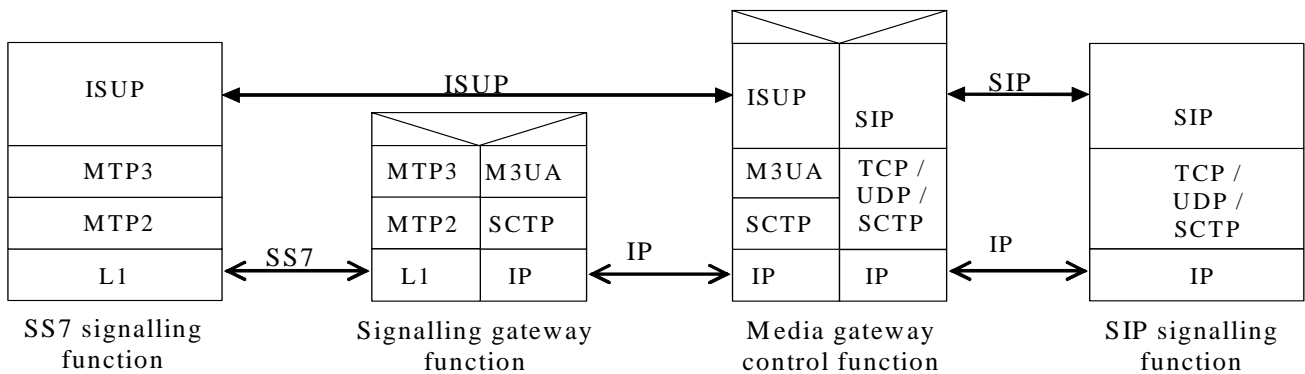 ISUP
MTP3
MTP2
L1
SS7 signalling
function
ISUP
SS7
MTP3
M3UA
MTP2
SCTP
L1
IP
Signalling gateway
function
IP
ISUP
SIP
M3UA
TCP /
UDP /
SCTP
SCTP
IP
IP
Media gateway
control function
SIP
IP
SIP
TCP /
UDP /
SCTP
IP
SIP signalling
function